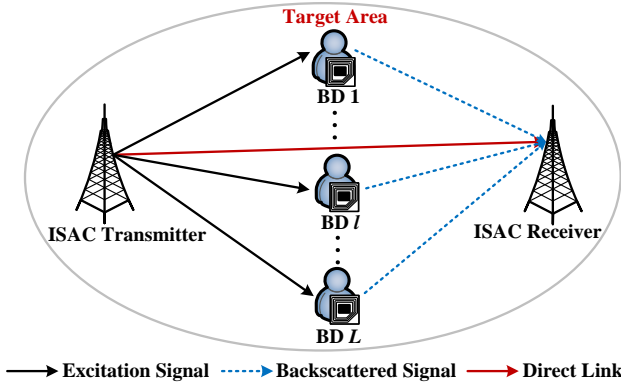 Target Area
BD 1
ISAC Transmitter
BD l
ISAC Receiver
BD L
Excitation Signal
Backscattered Signal
Direct Link